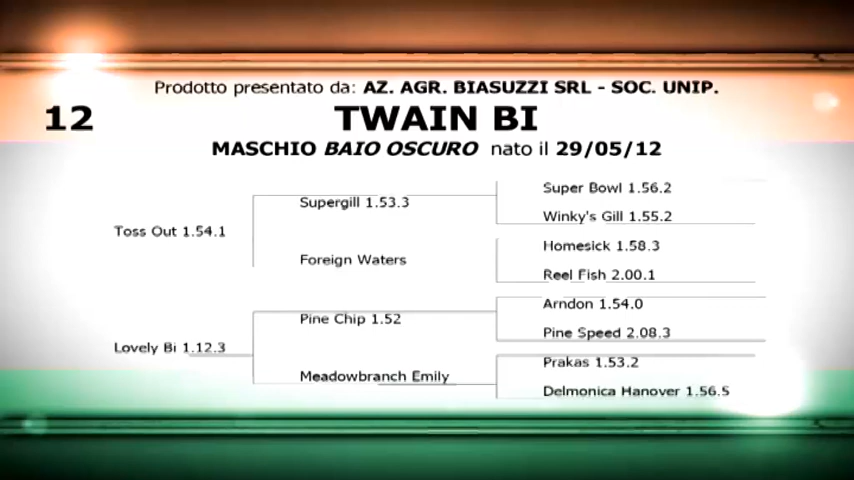 Prodotto presentato da: AZ. AGR. BIASUZZI SRL - SOC. UNIP.
12
TWAIN BI
MASCHIO BAIO OSCURO nato il 29/05/12
Super Bowl 1.56.2
Supergill 1.53.3
Winky's Gill 1.55.2
Toss Out 1.54.1
Homesick 1.58.3
Foreign Waters
Reel Fish 2.00.1
Arndon 1.54.0
Pine Chip 1.52
Pine Speed 2.08.3
Lovely Bi 1.12.3
Prakas 1.53.2
Meadowbranch Emily
Delmonica Hanover 1.56.5